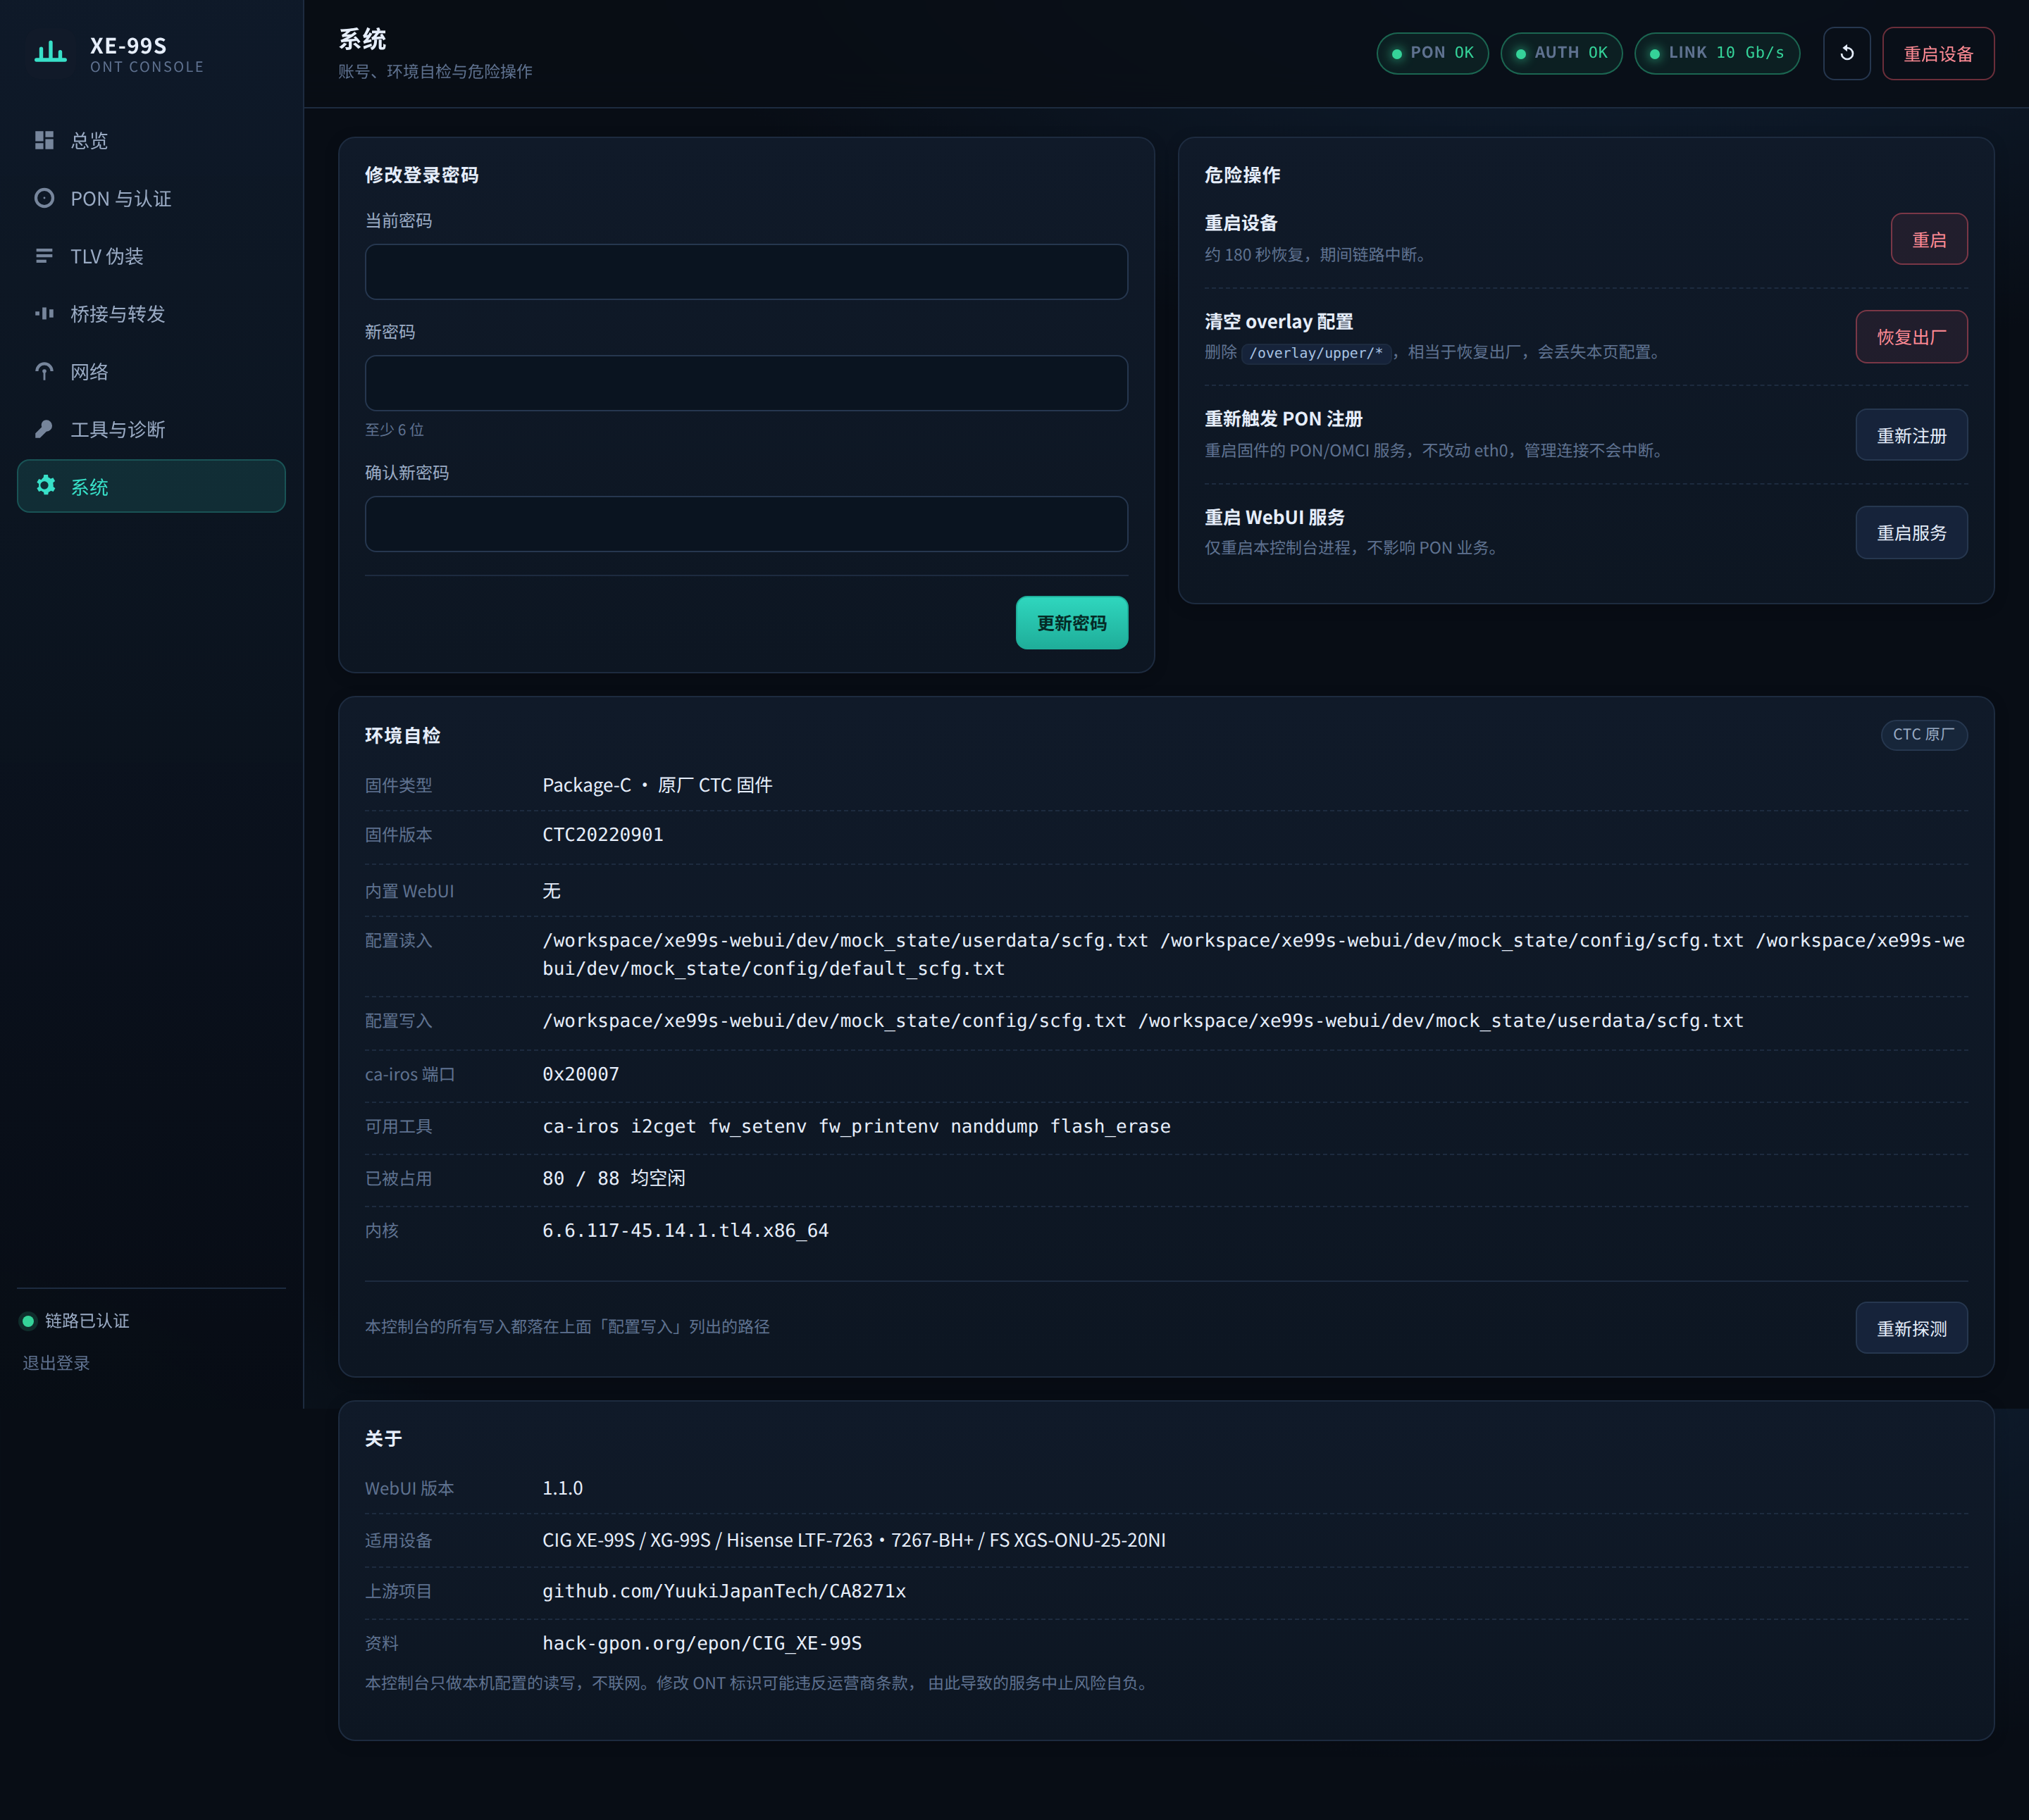 XE-99S
ONT CONSOLE
总览
PON 与认证
TLV 伪装
桥接与转发
网络
工具与诊断
系统
链路已认证
退出登录
系统
账号、环境自检与危险操作
PON OK
AUTH OK
LINK 10 Gb/s
重启设备
修改登录密码
当前密码
新密码
至少 6 位
确认新密码
更新密码
危险操作
重启设备
约 180 秒恢复，期间链路中断。
重启
清空 overlay 配置
删除 /overlay/upper/*，相当于恢复出厂，会丢失本页配置。
恢复出厂
重新触发 PON 注册
重启固件的 PON/OMCI 服务，不改动 eth0，管理连接不会中断。
重新注册
重启 WebUI 服务
仅重启本控制台进程，不影响 PON 业务。
重启服务
环境自检
CTC 原厂
固件类型 Package-C · 原厂 CTC 固件
固件版本 CTC20220901
内置 WebUI 无
配置读入 /workspace/xe99s-webui/dev/mock_state/userdata/scfg.txt /workspace/xe99s-webui/dev/mock_state/config/scfg.txt /workspace/xe99s-we
bui/dev/mock_state/config/default_scfg.txt
配置写入 /workspace/xe99s-webui/dev/mock_state/config/scfg.txt /workspace/xe99s-webui/dev/mock_state/userdata/scfg.txt
ca-iros 端口 0x20007
可用工具 ca-iros i2cget fw_setenv fw_printenv nanddump flash_erase
已被占用 80 / 88 均空闲
内核 6.6.117-45.14.1.tl4.x86_64
本控制台的所有写入都落在上面「配置写入」列出的路径
重新探测
关于
WebUI 版本 1.1.0
适用设备 CIG XE-99S / XG-99S / Hisense LTF-7263 · 7267-BH+ / FS XGS-ONU-25-20NI
上游项目 github.com/YuukiJapanTech/CA8271x
资料 hack-gpon.org/epon/CIG_XE-99S
本控制台只做本机配置的读写，不联网。修改 ONT 标识可能违反运营商条款， 由此导致的服务中止风险自负。